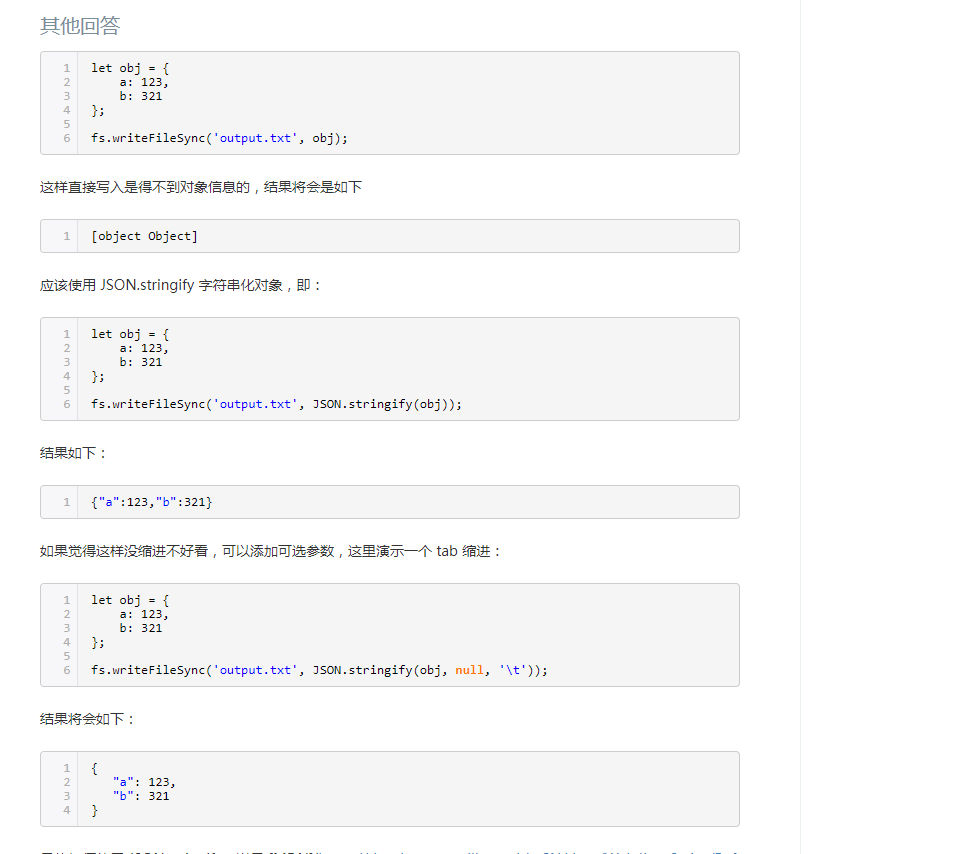 其他回答
1 let obj = {
2     a: 123,
3     b: 321
4 };
5
6 fs.writeFileSync('output.txt', obj);
这样直接写入是得不到对象信息的，结果将会是如下
1 [object Object]
应该使用 JSON.stringify 字符串化对象，即：
1 let obj = {
2     a: 123,
3     b: 321
4 };
5
6 fs.writeFileSync('output.txt', JSON.stringify(obj));
结果如下：
1 {"a":123,"b":321}
如果觉得这样没缩进不好看，可以添加可选参数，这里演示一个 tab 缩进：
1 let obj = {
2     a: 123,
3     b: 321
4 };
5
6 fs.writeFileSync('output.txt', JSON.stringify(obj, null, '\t'));
结果将会如下：
1 {
2    "a": 123,
3    "b": 321
4 }